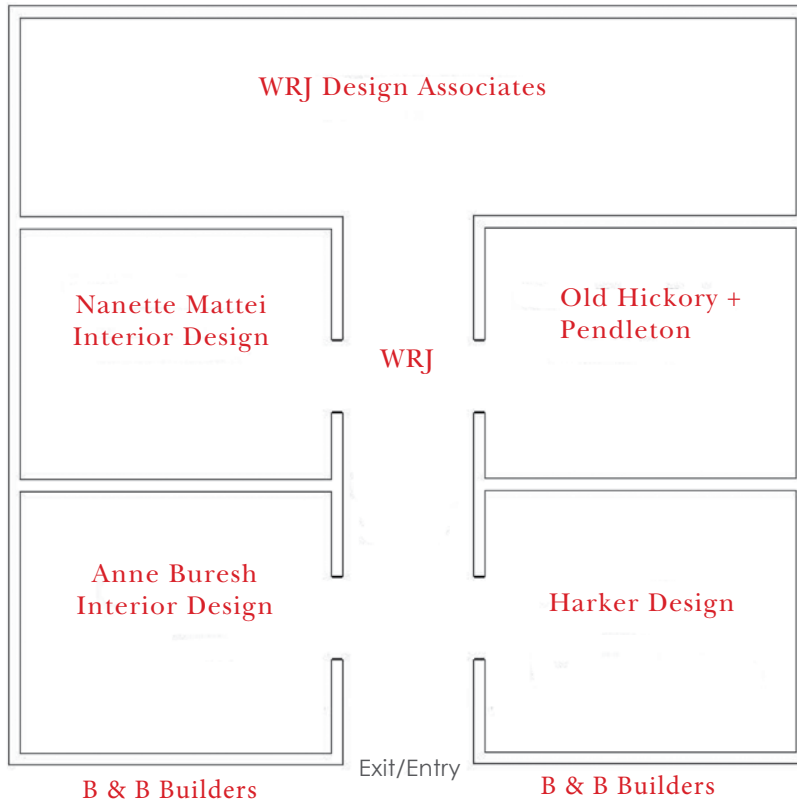 WRJ Design Associates
Nanette Mattei
Interior Design
Old Hickory +
Pendleton
WRJ
Anne Buresh
Interior Design
Harker Design
Exit/Entry
B & B Builders
B & B Builders